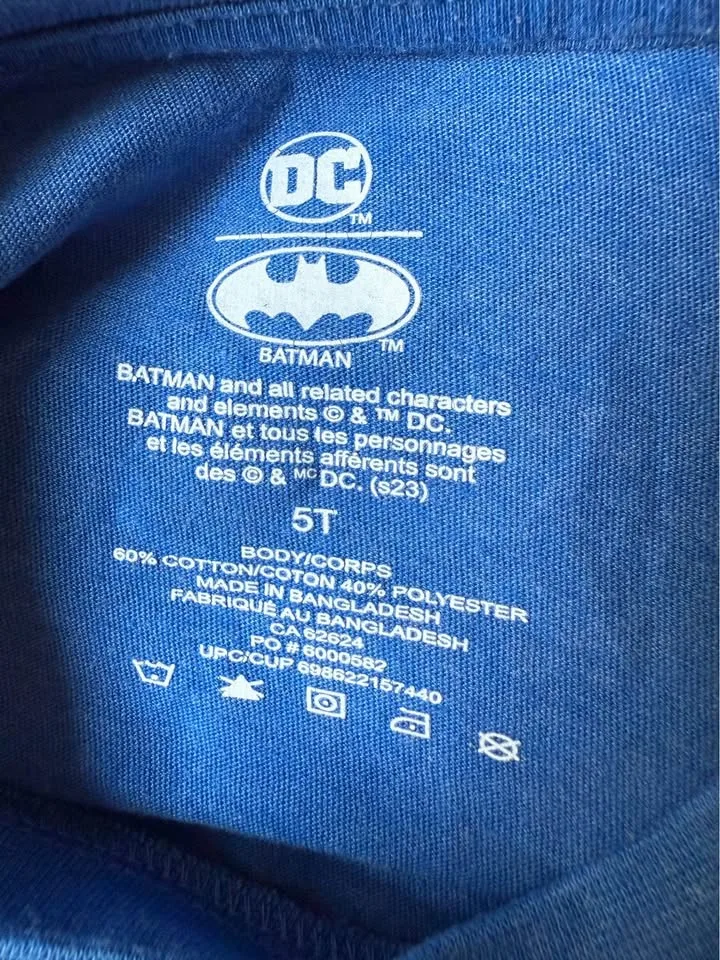 DC
TM
BATMAN TM
BATMAN and all related characters
and elements © & ™ DC.
BATMAN et tous les personnages
et les éléments afférents sont
des © & MC DC. (s23)
5T
BODY/CORPS
60% COTTON/COTON 40% POLYESTER
MADE IN BANGLADESH
FABRIQUÉ AU BANGLADESH
CA 62624
PO # 6000582
UPC/CUP 696622157440